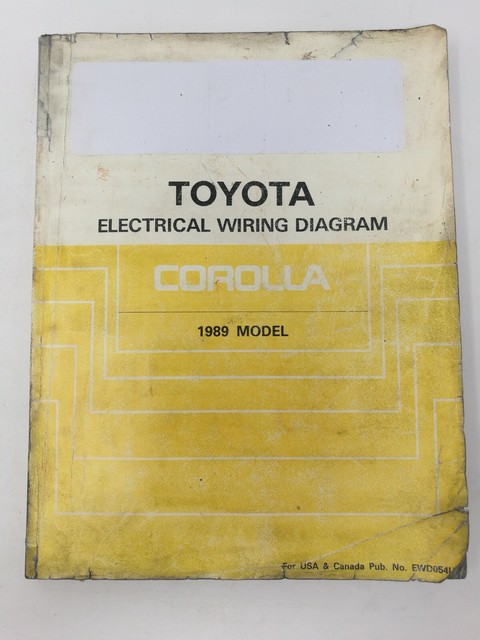 TOYOTA
ELECTRICAL WIRING DIAGRAM
COROLLA
1989 MODEL
For USA & Canada Pub. No.